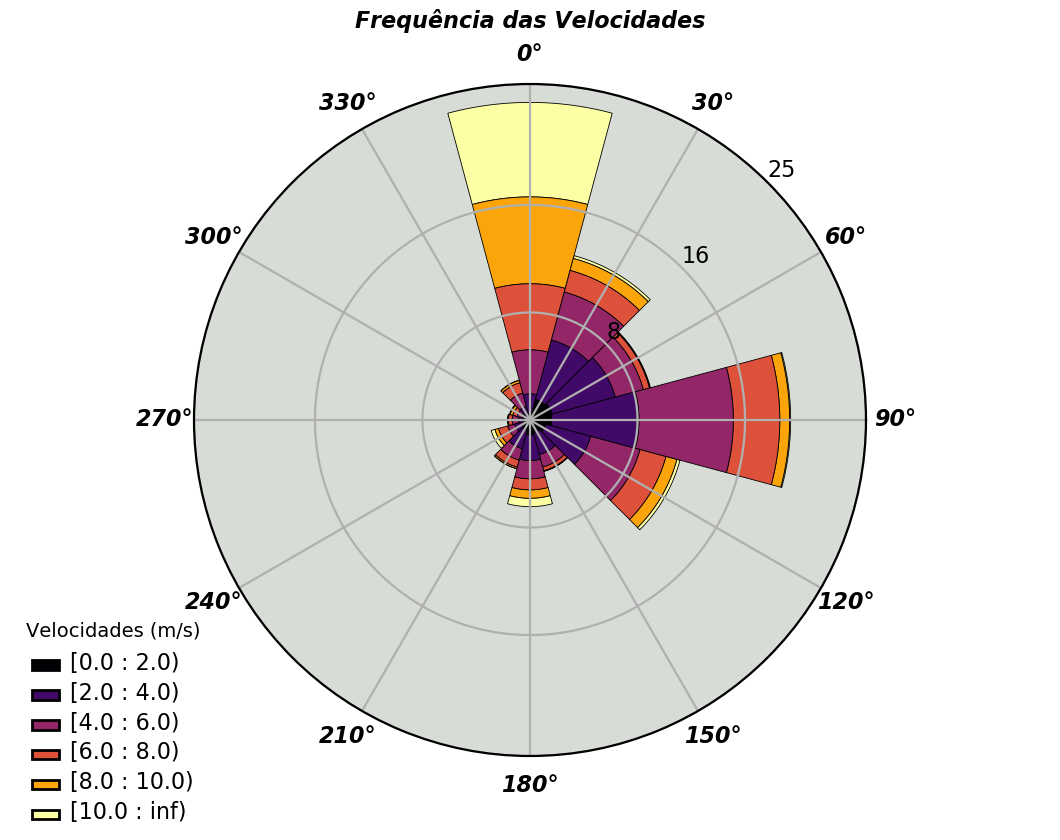 Frequência das Velocidades
0°
330°
30°
25
300°
60°
16
8
270°
90°
240°
120°
210°
150°
180°
Velocidades (m/s)
[0.0 : 2.0)
[2.0 : 4.0)
[4.0 : 6.0)
[6.0 : 8.0)
[8.0 : 10.0)
[10.0 : inf)